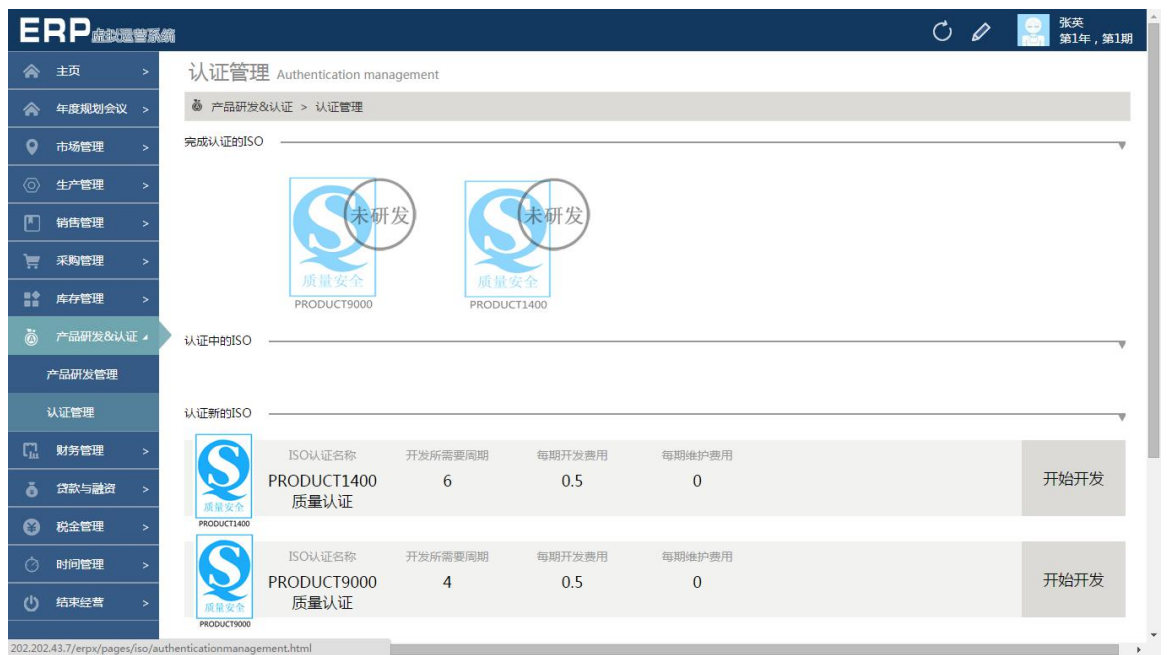 ERP虚拟运营系统
张英
第1年，第1期
主页 >
年度规划会议 >
市场管理 >
生产管理 >
销售管理 >
采购管理 >
库存管理 >
产品研发&认证
产品研发管理
认证管理
财务管理 >
贷款与融资 >
税金管理 >
时间管理 >
结束经营 >
认证管理 Authentication management
产品研发&认证 > 认证管理
完成认证的ISO
未研发
质量安全
PRODUCT9000
未研发
质量安全
PRODUCT1400
认证中的ISO
认证新的ISO
质量安全
PRODUCT1400
ISO认证名称 开发所需要周期 每期开发费用 每期维护费用
PRODUCT1400 6 0.5 0
质量认证
开始开发
质量安全
PRODUCT9000
ISO认证名称 开发所需要周期 每期开发费用 每期维护费用
PRODUCT9000 4 0.5 0
质量认证
开始开发
202.202.43.7/erpx/pages/iso/authenticationmanagement.html